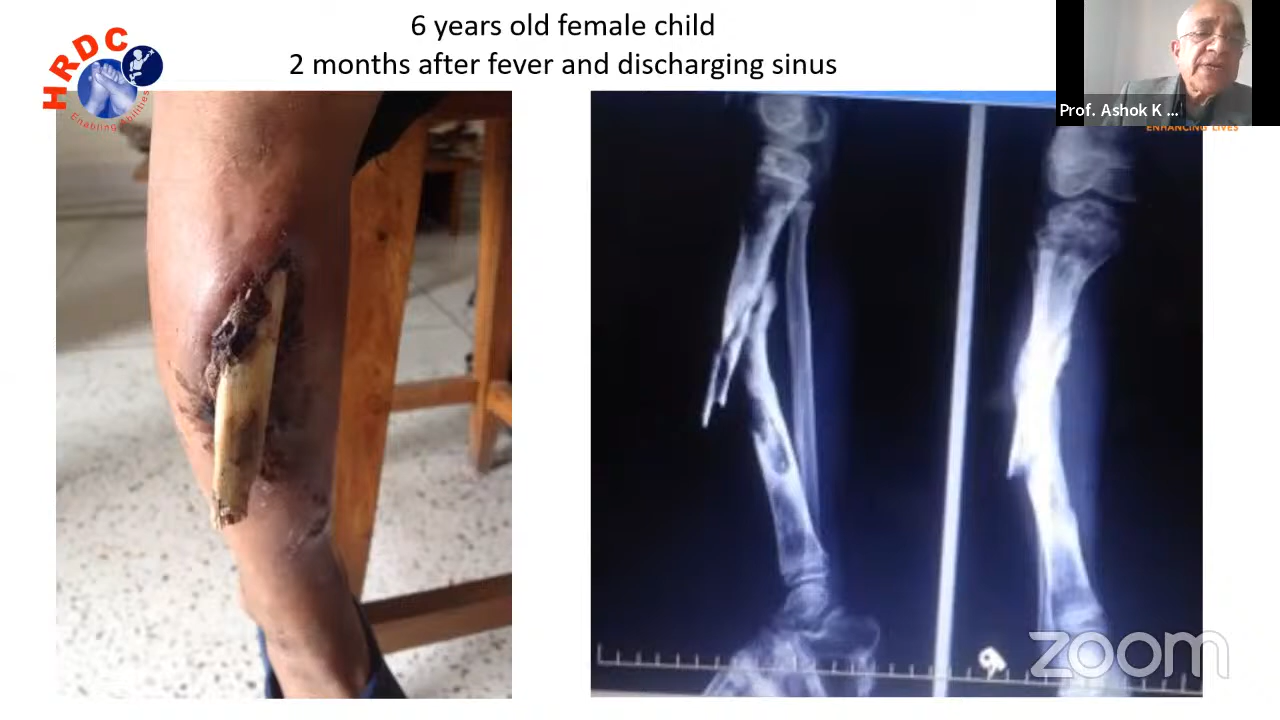 6 years old female child
2 months after fever and discharging sinus
HRDC
Enabling Abilities
Prof. Ashok K ...
ENHANCING LIVES
zoom